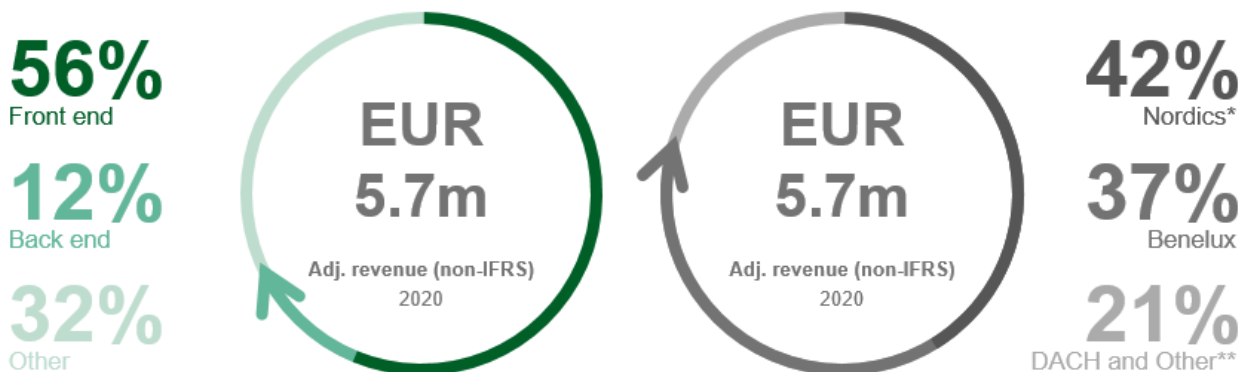 56%
Front end
12%
Back end
32%
Other
EUR
5.7m
Adj. revenue (non-IFRS)
2020
EUR
5.7m
Adj. revenue (non-IFRS)
2020
42%
Nordics*
37%
Benelux
21%
DACH and Other**